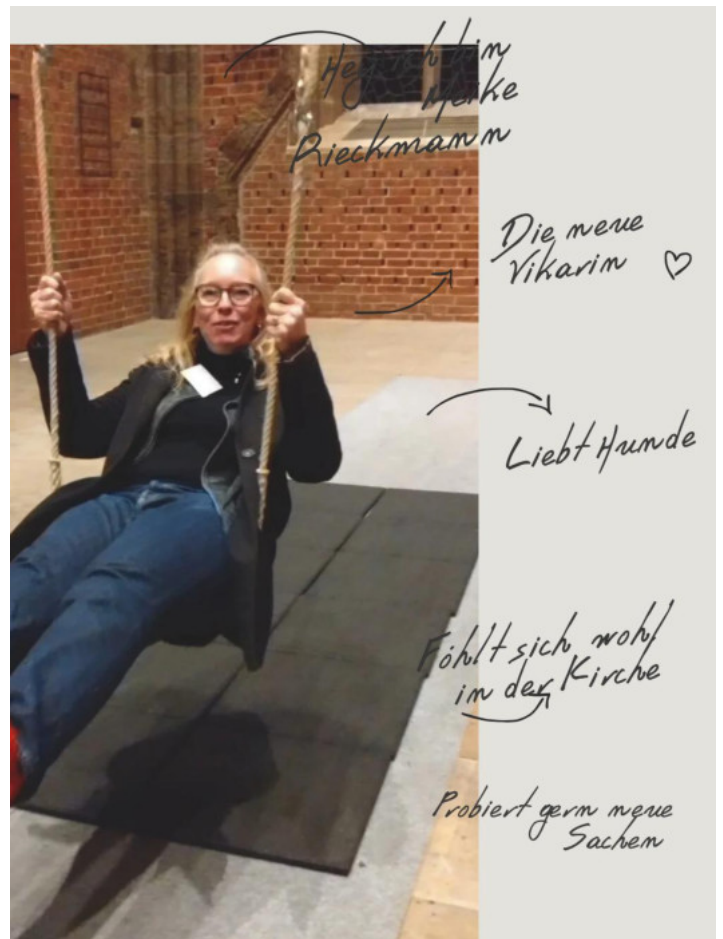 Hey, ich bin
Meike
Rieckmann
Die neue
Vikarin ♡
Liebt Hunde
Fühlt sich wohl
in der Kirche
Probiert gern neue
Sachen